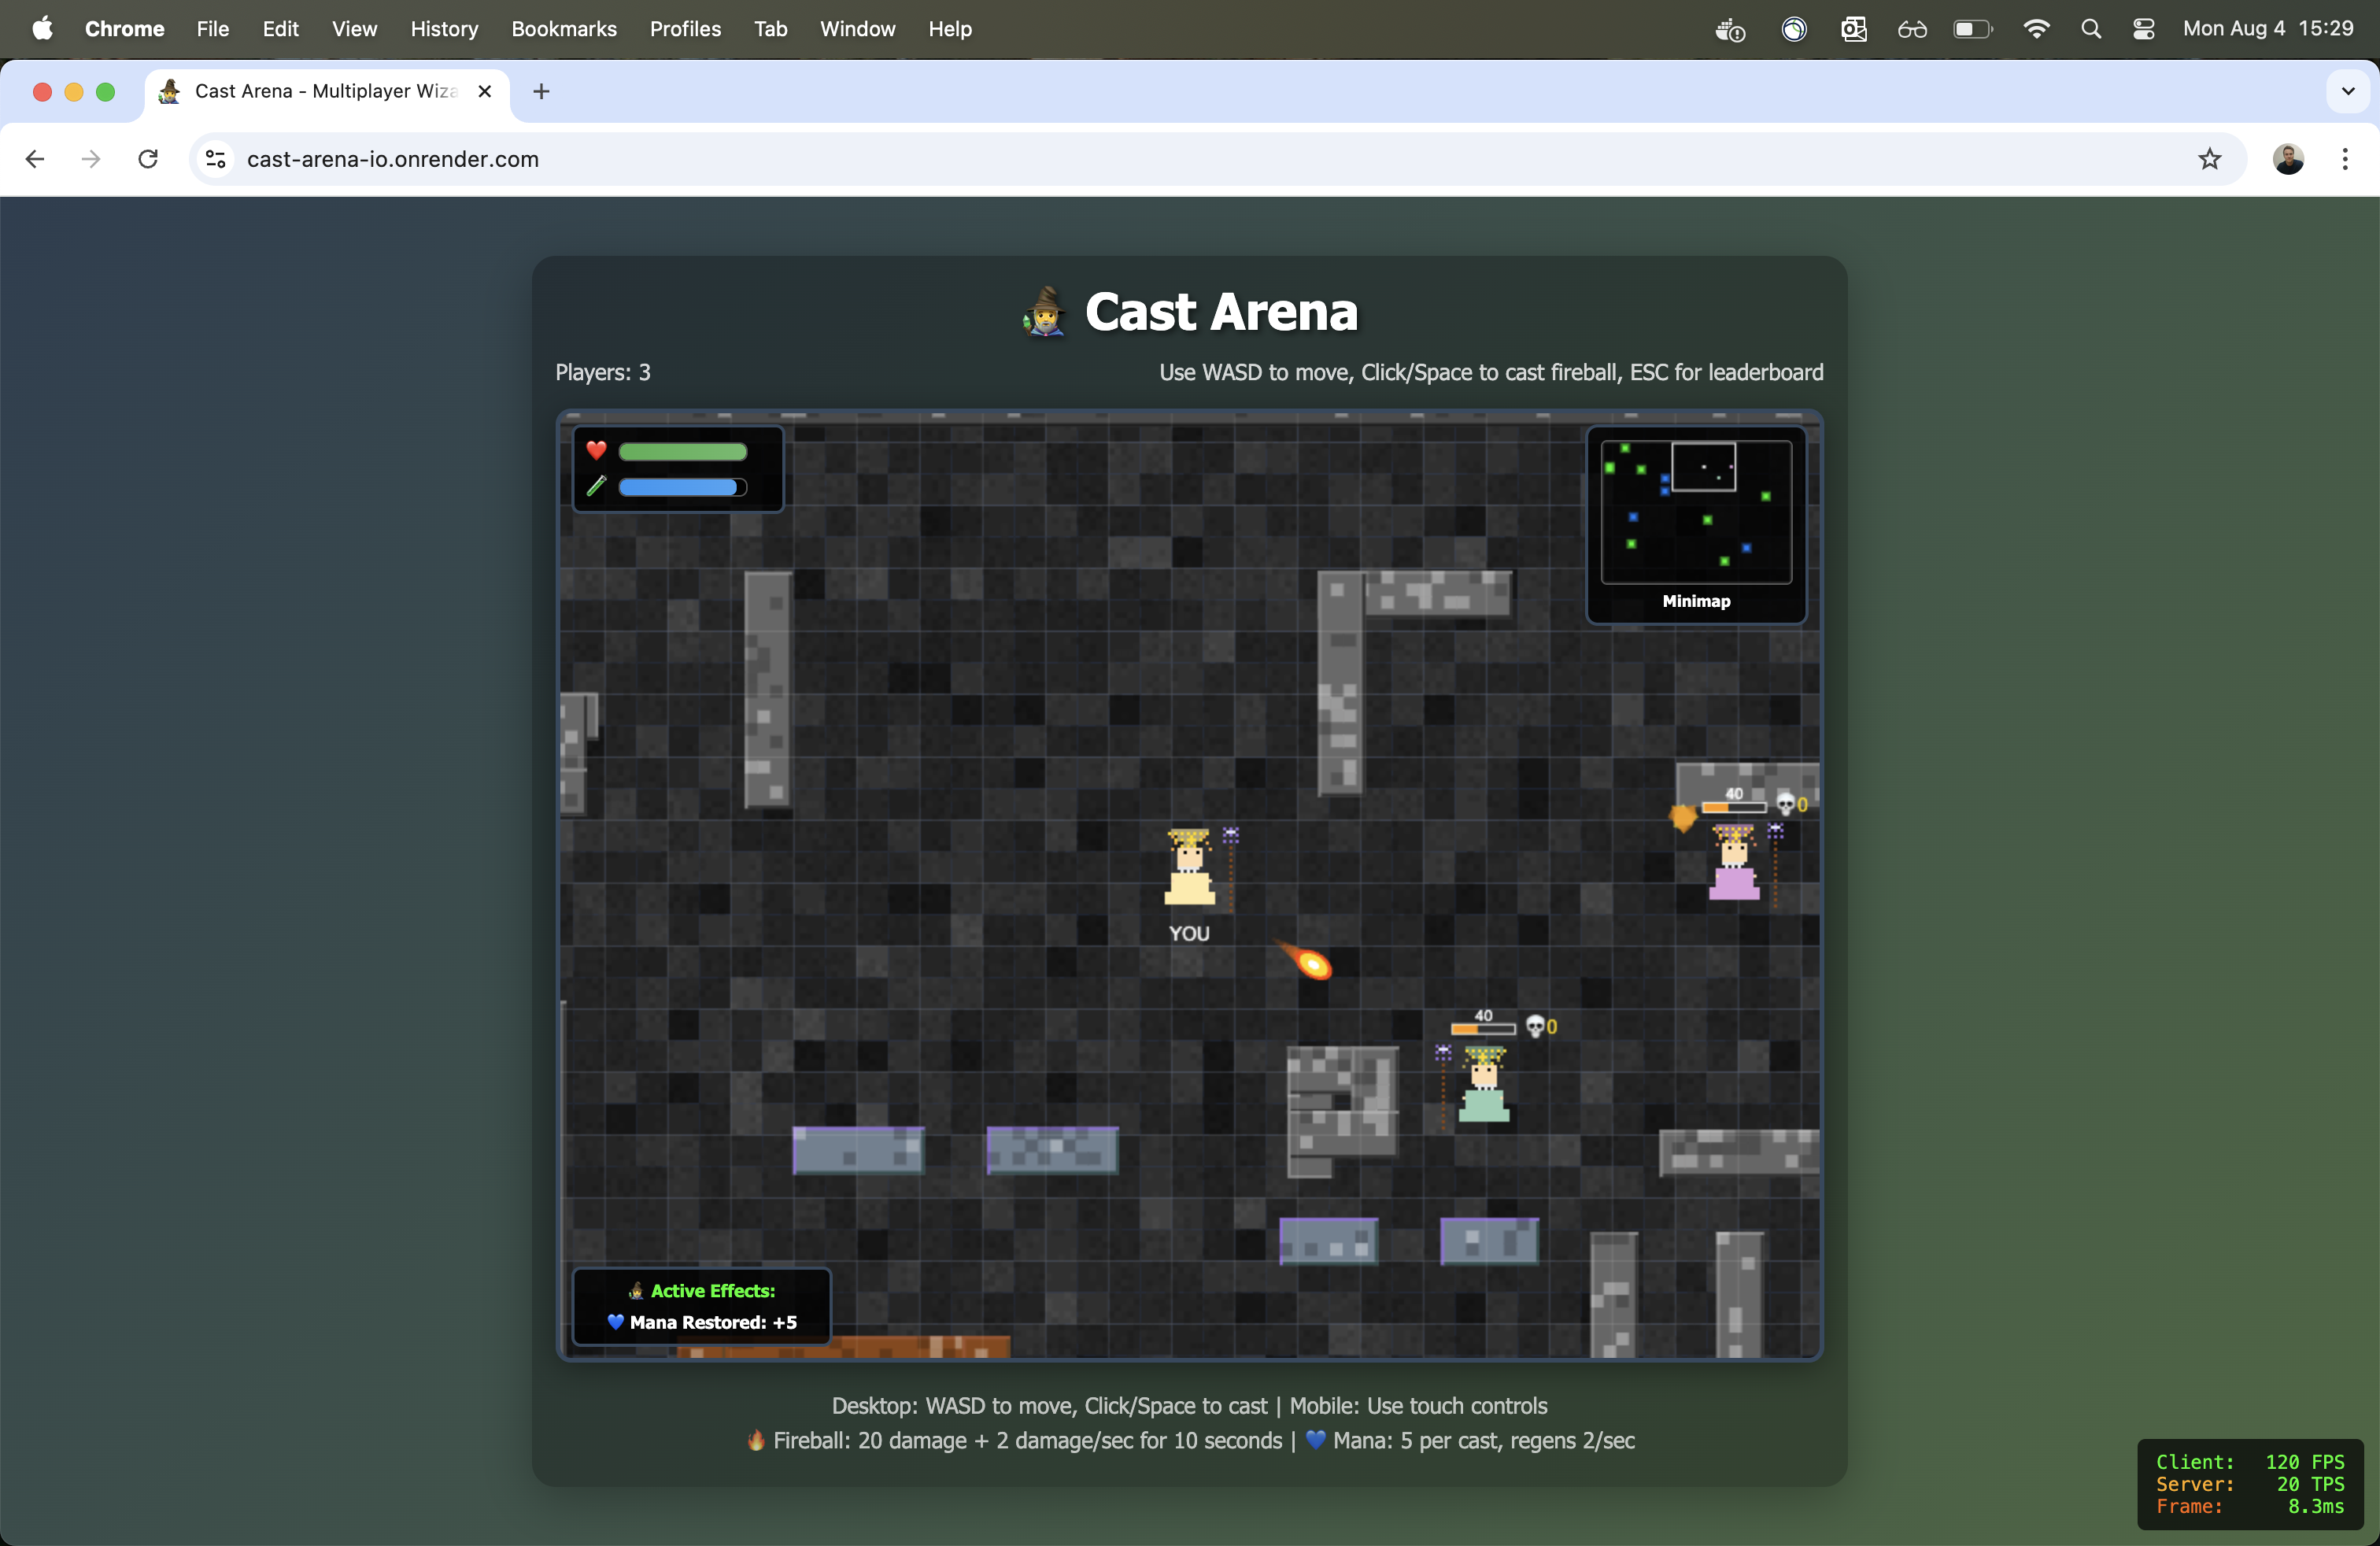 Chrome File Edit View History Bookmarks Profiles Tab Window Help Mon Aug 4 15:29
Cast Arena - Multiplayer Wiza
cast-arena-io.onrender.com
Cast Arena
Players: 3
Use WASD to move, Click/Space to cast fireball, ESC for leaderboard
Minimap
40 0
YOU
40 0
Active Effects:
Mana Restored: +5
Desktop: WASD to move, Click/Space to cast | Mobile: Use touch controls
Fireball: 20 damage + 2 damage/sec for 10 seconds | Mana: 5 per cast, regens 2/sec
Client: 120 FPS
Server: 20 TPS
Frame: 8.3ms